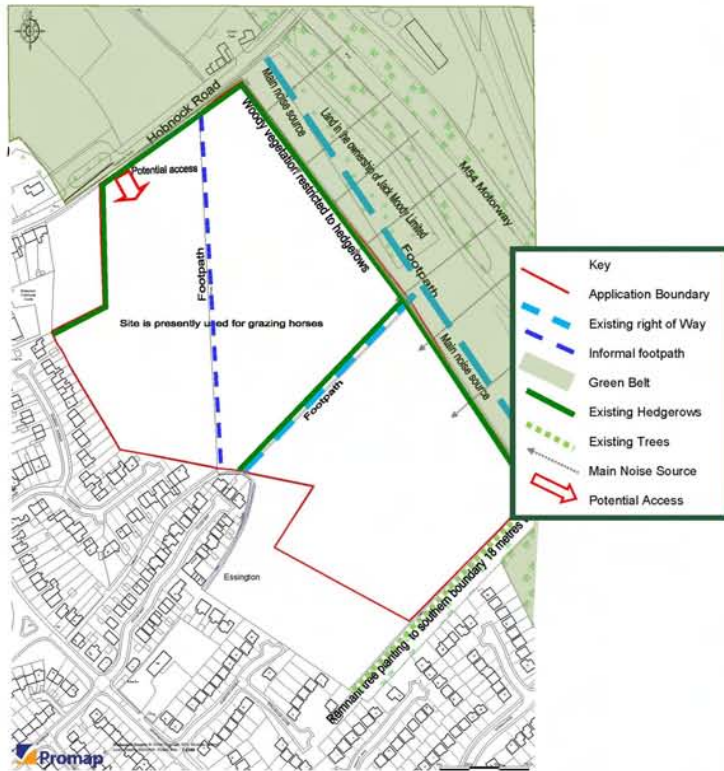 Hobnock Road
Potential access
Main noise source
Woody vegetation restricted to hedgerows
Land in the ownership of Jack Moody Limited
M54 Motorway
Footpath
Footpath
Site is presently used for grazing horses
Main noise source
Footpath
Essington
Remnant tree planting to southern boundary 18 metres
Promap
Key
Application Boundary
Existing right of Way
Informal footpath
Green Belt
Existing Hedgerows
Existing Trees
Main Noise Source
Potential Access